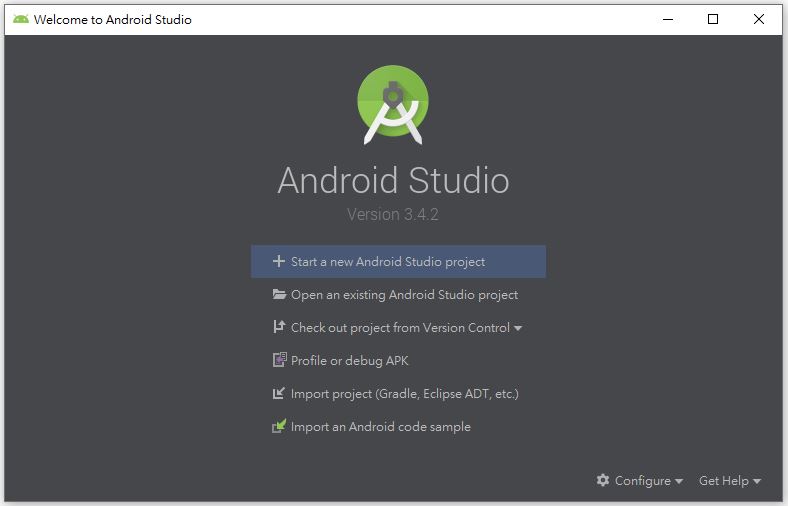 Welcome to Android Studio
Android Studio
Version 3.4.2
Start a new Android Studio project
Open an existing Android Studio project
Check out project from Version Control
Profile or debug APK
Import project (Gradle, Eclipse ADT, etc.)
Import an Android code sample
Configure Get Help